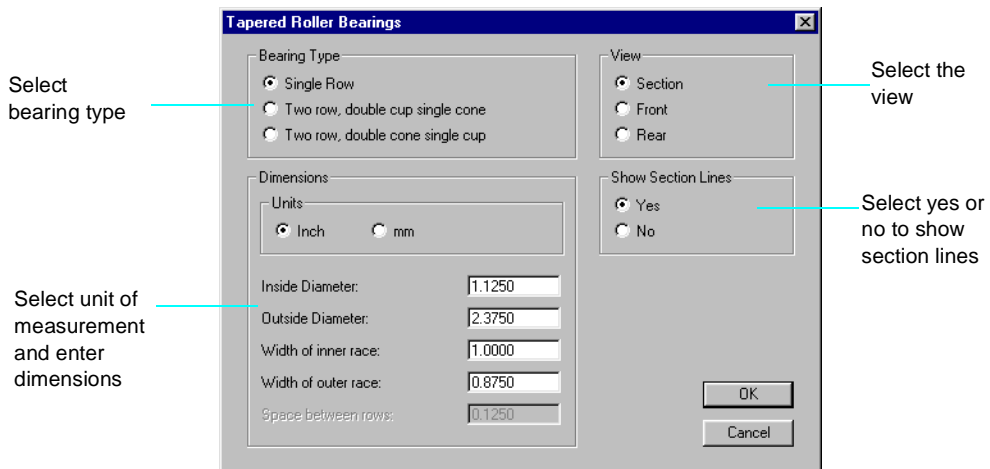 Tapered Roller Bearings
Select
bearing type
Bearing Type
Single Row
Two row, double cup single cone
Two row, double cone single cup
View
Section
Front
Rear
Select the
view
Dimensions
Units
Inch
mm
Show Section Lines
Yes
No
Select yes or
no to show
section lines
Select unit of
measurement
and enter
dimensions
Inside Diameter: 1.1250
Outside Diameter: 2.3750
Width of inner race: 1.0000
Width of outer race: 0.8750
Space between rows: 0.1250
OK
Cancel